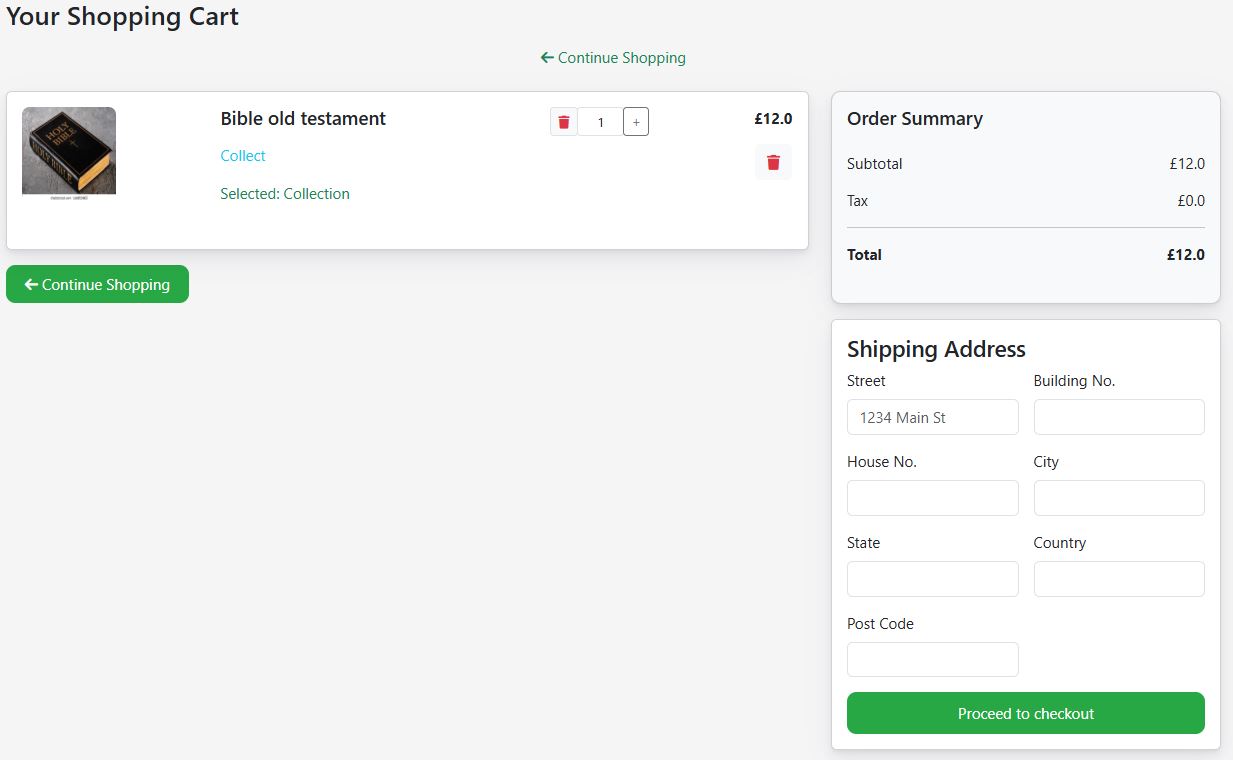 Your Shopping Cart
Continue Shopping
HOLY
BIBLE
HOLY BIBLE
Bible old testament
1
+
£12.0
Collect
Selected: Collection
Continue Shopping
Order Summary
Subtotal
£12.0
Tax
£0.0
Total
£12.0
Shipping Address
Street
Building No.
1234 Main St
House No.
City
State
Country
Post Code
Proceed to checkout